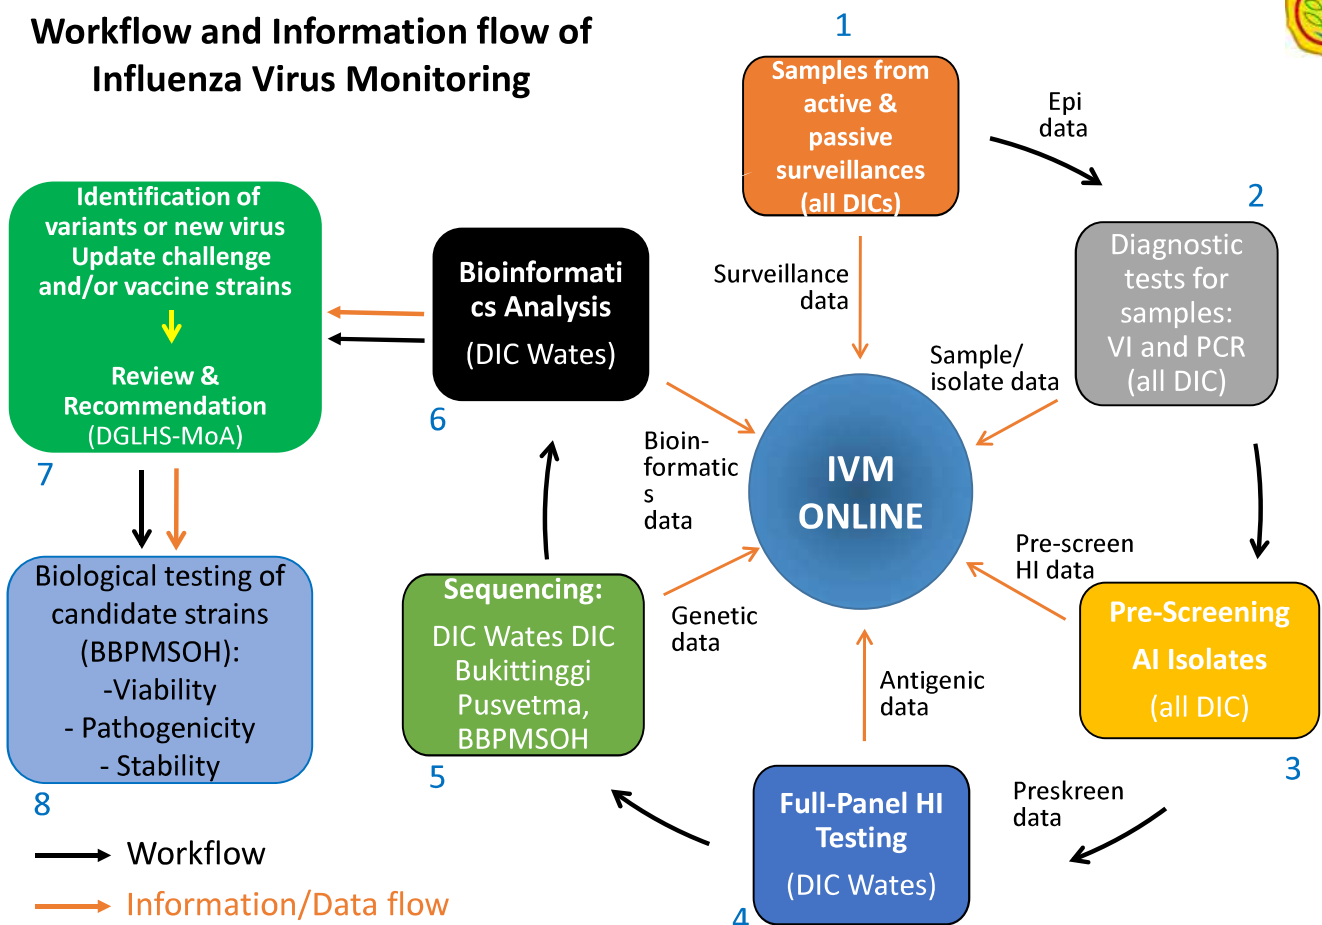 Workflow and Information flow of
Influenza Virus Monitoring
1
Samples from
active &
passive
surveillances
(all DICs)
Epi
data
2
Diagnostic
tests for
samples:
VI and PCR
(all DIC)
Identification of
variants or new virus
Update challenge
and/or vaccine strains
Review &
Recommendation
(DGLHS-MoA)
7
Bioinformati
cs Analysis
(DIC Wates)
6
Surveillance
data
Sample/
isolate data
Bioin-
formatic
s
data
IVM
ONLINE
Pre-screen
HI data
Pre-Screening
AI Isolates
(all DIC)
3
Biological testing of
candidate strains
(BBPMSOH):
-Viability
- Pathogenicity
- Stability
8
Sequencing:
DIC Wates DIC
Bukittinggi
Pusvetma,
BBPMSOH
5
Genetic
data
Antigenic
data
Preskreen
data
Full-Panel HI
Testing
(DIC Wates)
4
Workflow
Information/Data flow